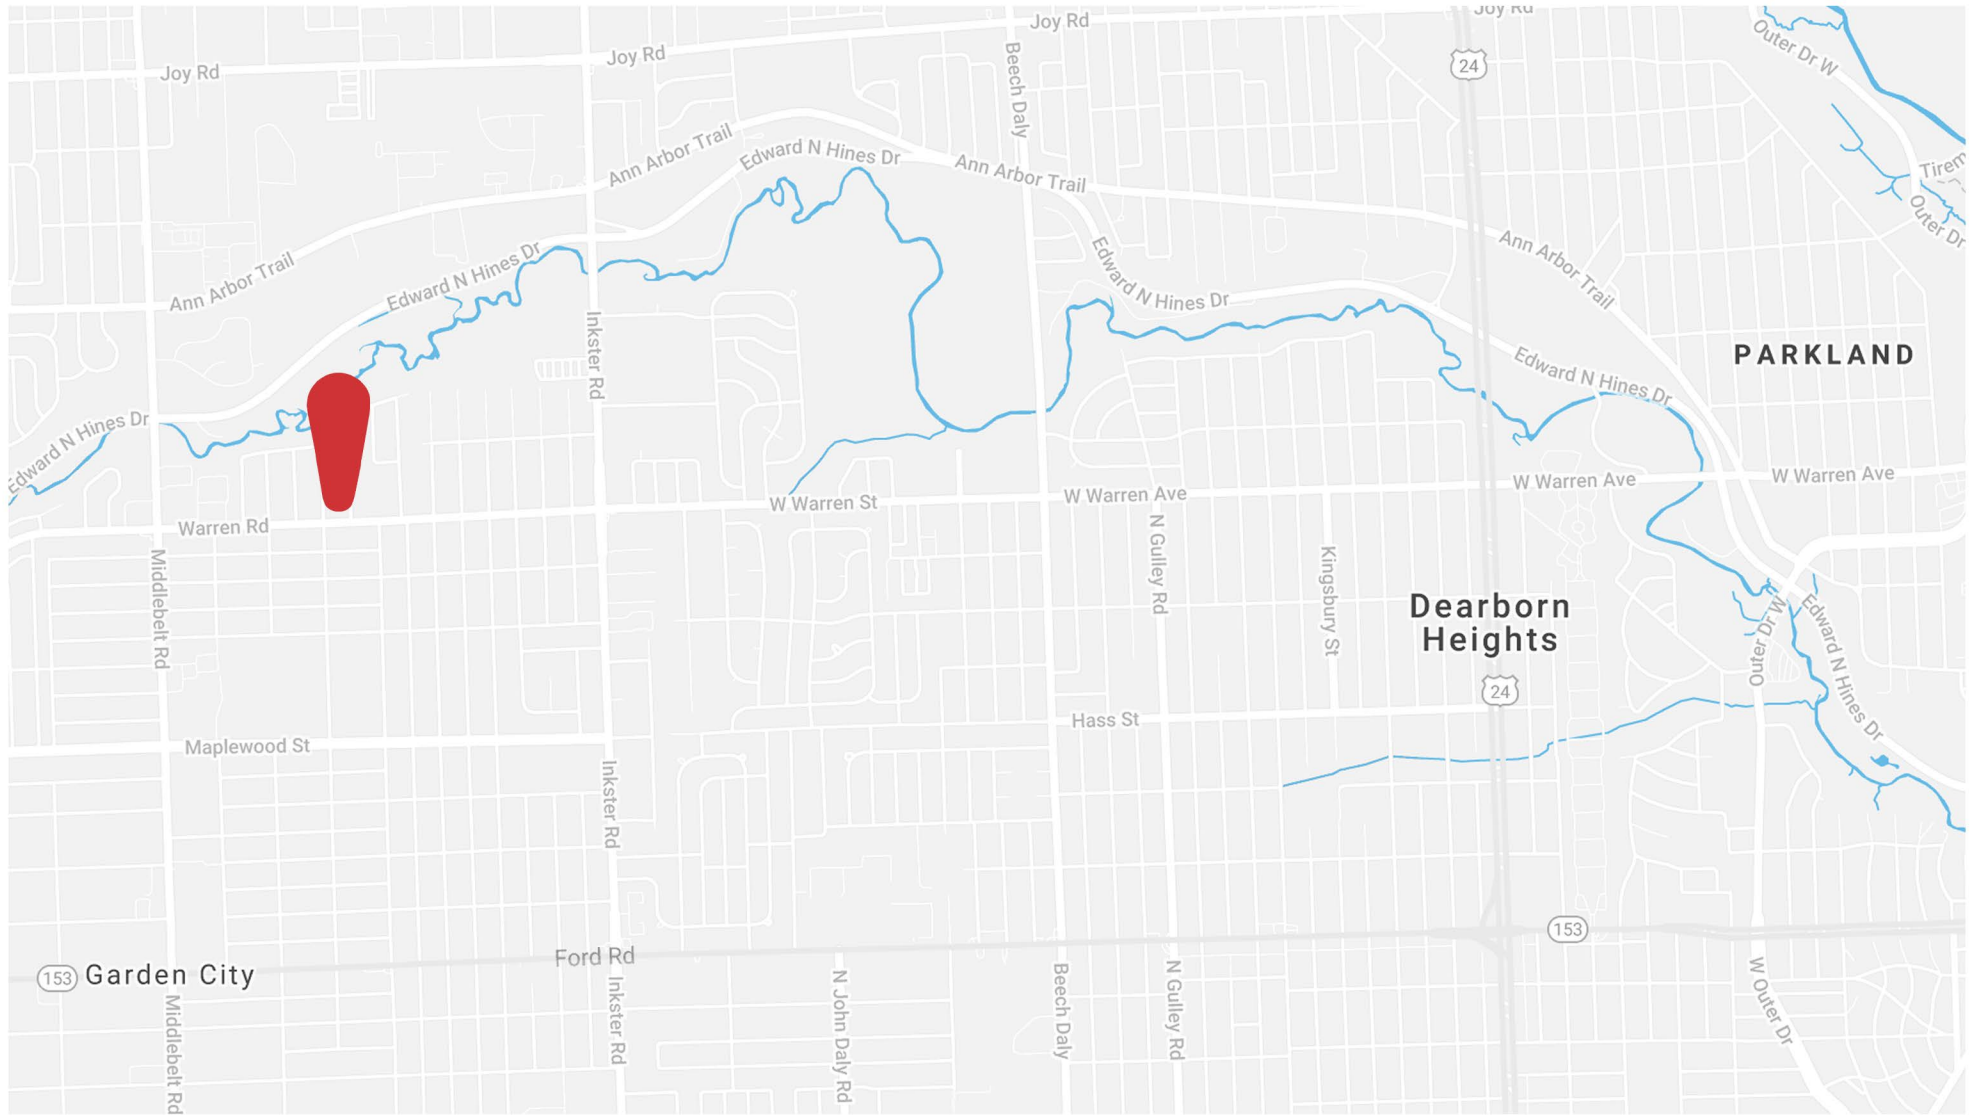 Joy Rd
Joy Rd
Joy Rd
Joy Rd
Outer Dr W
24
Beech Daly
Ann Arbor Trail
Edward N Hines Dr
Ann Arbor Trail
Outer Dr
Ann Arbor Trail
Edward N Hines Dr
Edward N Hines Dr
Ann Arbor Trail
Inkster Rd
PARKLAND
Edward N Hines Dr
Edward N Hines Dr
W Warren Ave
W Warren Ave
W Warren Ave
W Warren St
Warren Rd
Middlebelt Rd
N Gulley Rd
Kingsbury St
Dearborn
Heights
Outer Dr W
Edward N Hines Dr
24
Hass St
Maplewood St
Inkster Rd
153
Ford Rd
153
Garden City
Middlebelt Rd
Inkster Rd
N John Daly Rd
Beech Daly
N Gulley Rd
W Outer Dr